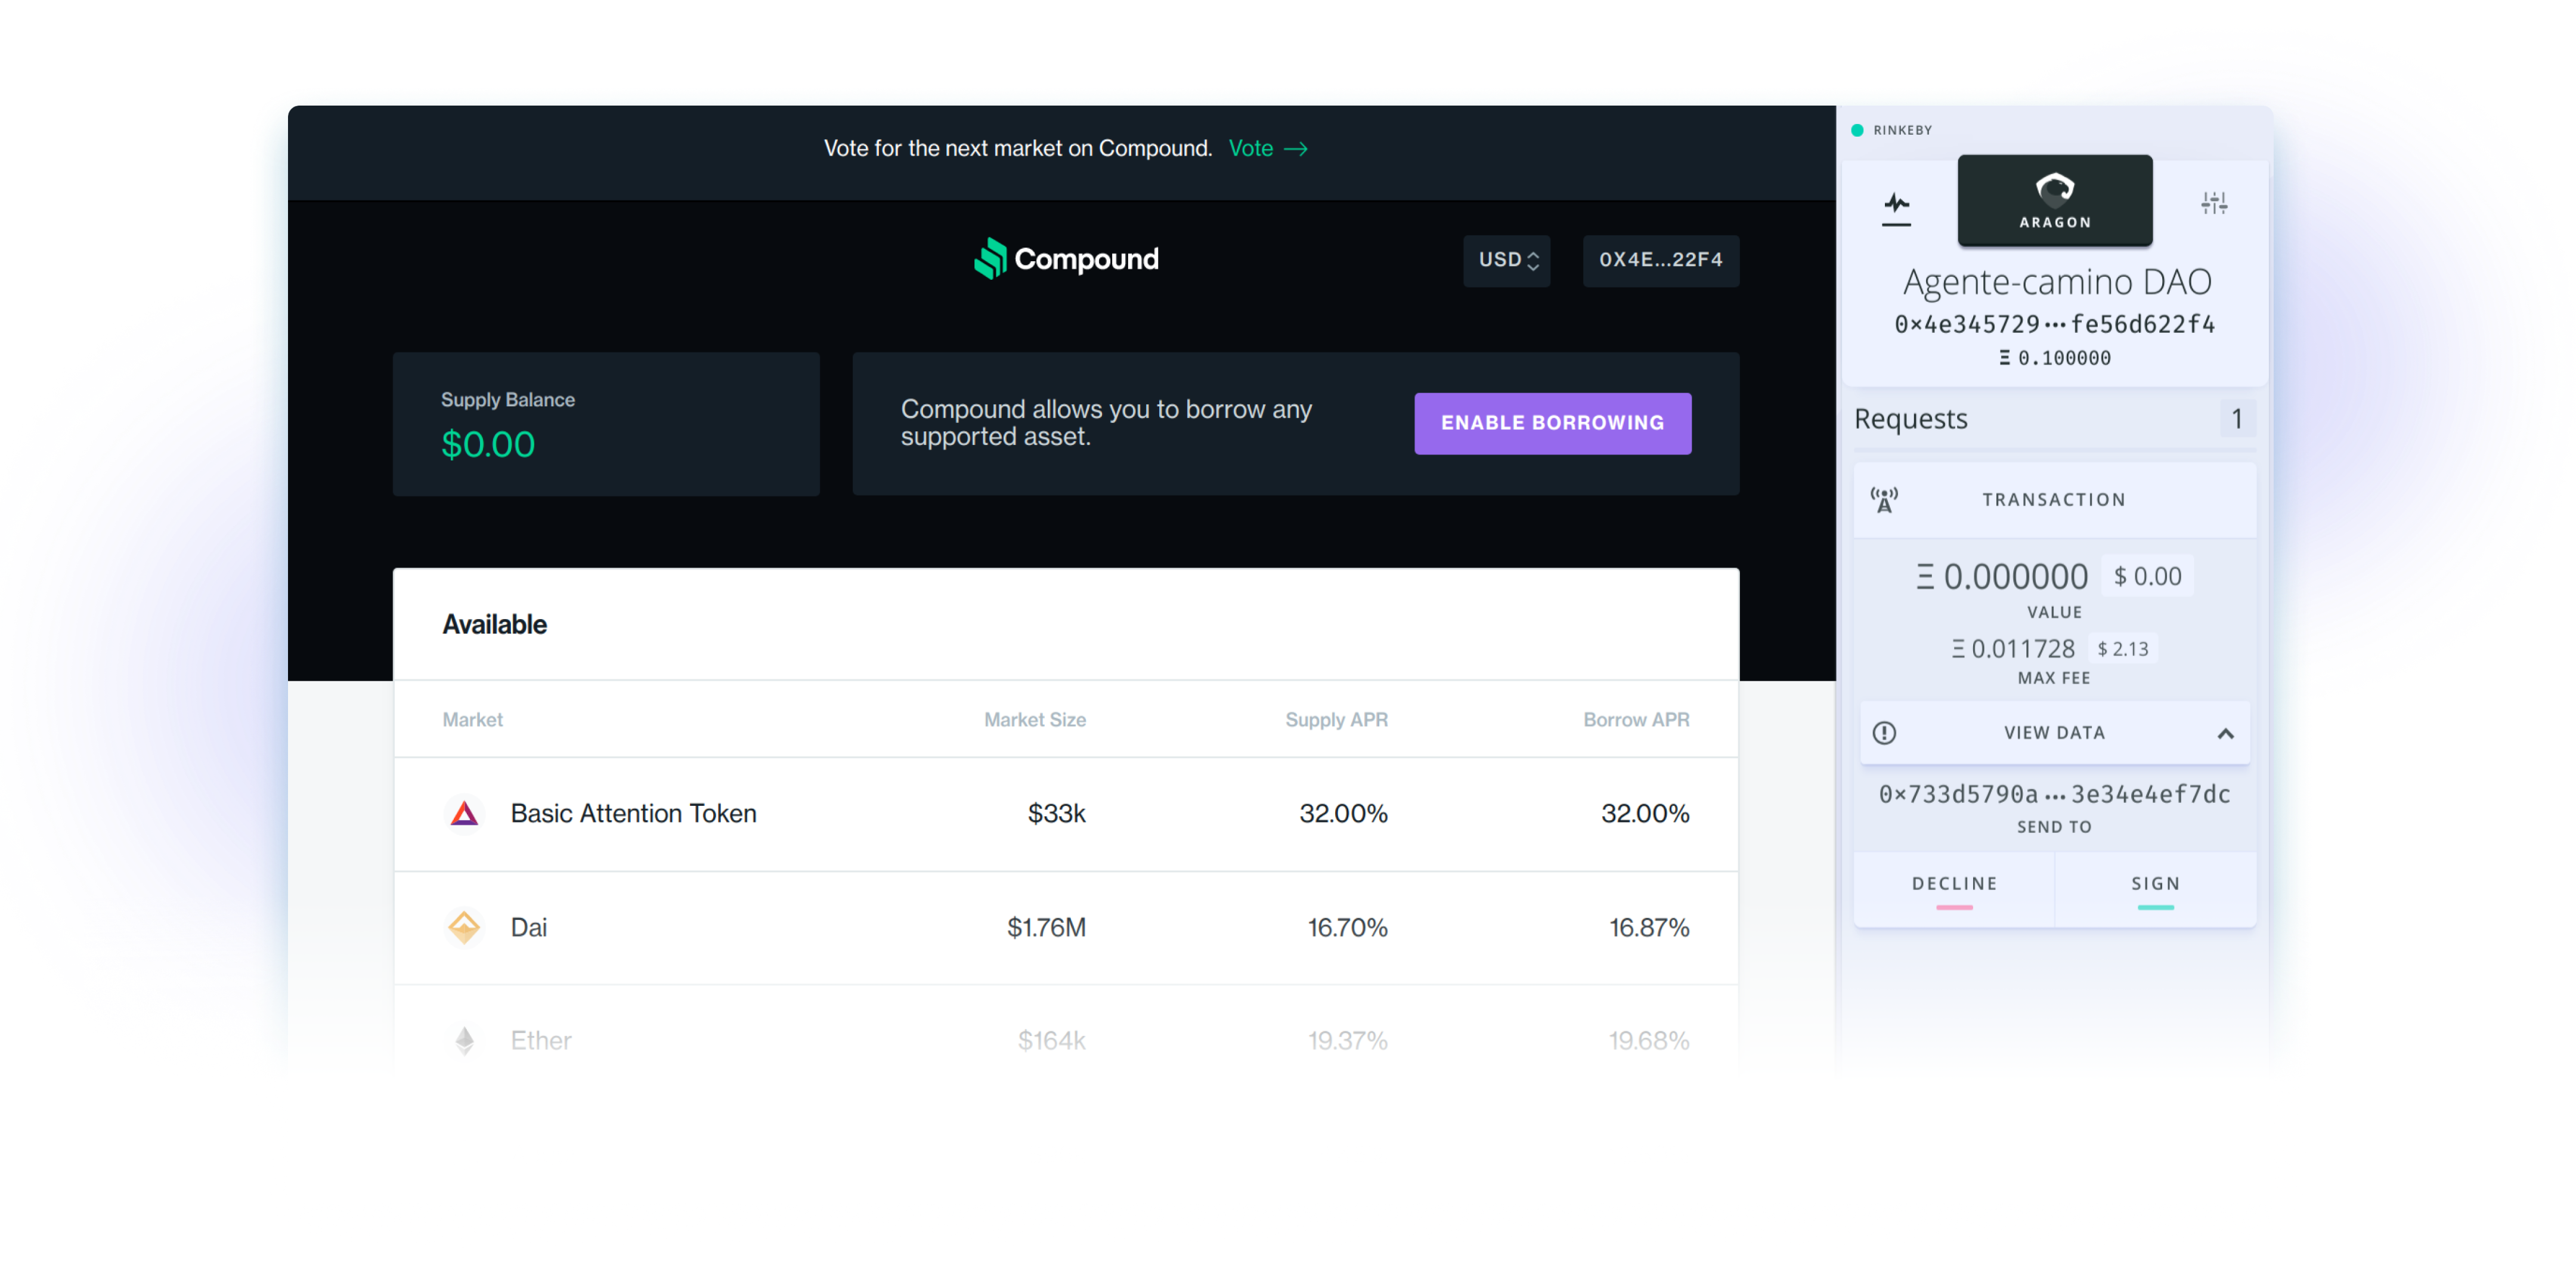 Vote for the next market on Compound. Vote →
Compound
USD
0X4E...22F4
Supply Balance
$0.00
Compound allows you to borrow any
supported asset.
ENABLE BORROWING
Available
Market Market Size Supply APR Borrow APR
Basic Attention Token $33k 32.00% 32.00%
Dai $1.76M 16.70% 16.87%
Ether $164k 19.37% 19.68%
RINKEBY
ARAGON
Agente-camino DAO
0×4e345729···fe56d622f4
Ξ 0.100000
Requests 1
TRANSACTION
Ξ 0.000000 $ 0.00
VALUE
Ξ 0.011728 $ 2.13
MAX FEE
VIEW DATA
0×733d5790a···3e34e4ef7dc
SEND TO
DECLINE SIGN